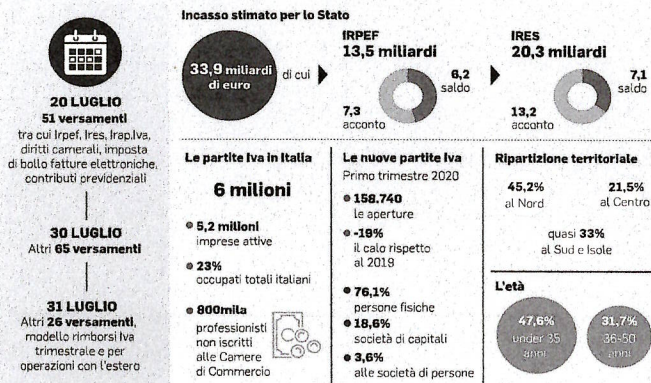 20 LUGLIO
51 versamenti
tra cui Irpef, Ires, Irap,Iva,
diritti camerali, imposta
di bollo fatture elettroniche,
contributi previdenziali
30 LUGLIO
Altri 65 versamenti
31 LUGLIO
Altri 26 versamenti,
modello rimborsi Iva
trimestrale e per
operazioni con l'estero
Incasso stimato per lo Stato
33,9 miliardi
di euro
di cui
IRPEF
13,5 miliardi
6,2
saldo
7,3
acconto
IRES
20,3 miliardi
7,1
saldo
13,2
acconto
Le partite Iva in Italia
6 milioni
5,2 milioni
imprese attive
23%
occupati totali italiani
800mila
professionisti
non iscritti
alle Camere
di Commercio
Le nuove partite Iva
Primo trimestre 2020
158.740
le aperture
-19%
il calo rispetto
al 2019
76,1%
persone fisiche
18,6%
società di capitali
3,6%
alle società di persone
Ripartizione territoriale
45,2%
al Nord
21,5%
al Centro
quasi 33%
al Sud e Isole
L'età
47,6%
under 35
anni
31,7%
36-50
anni